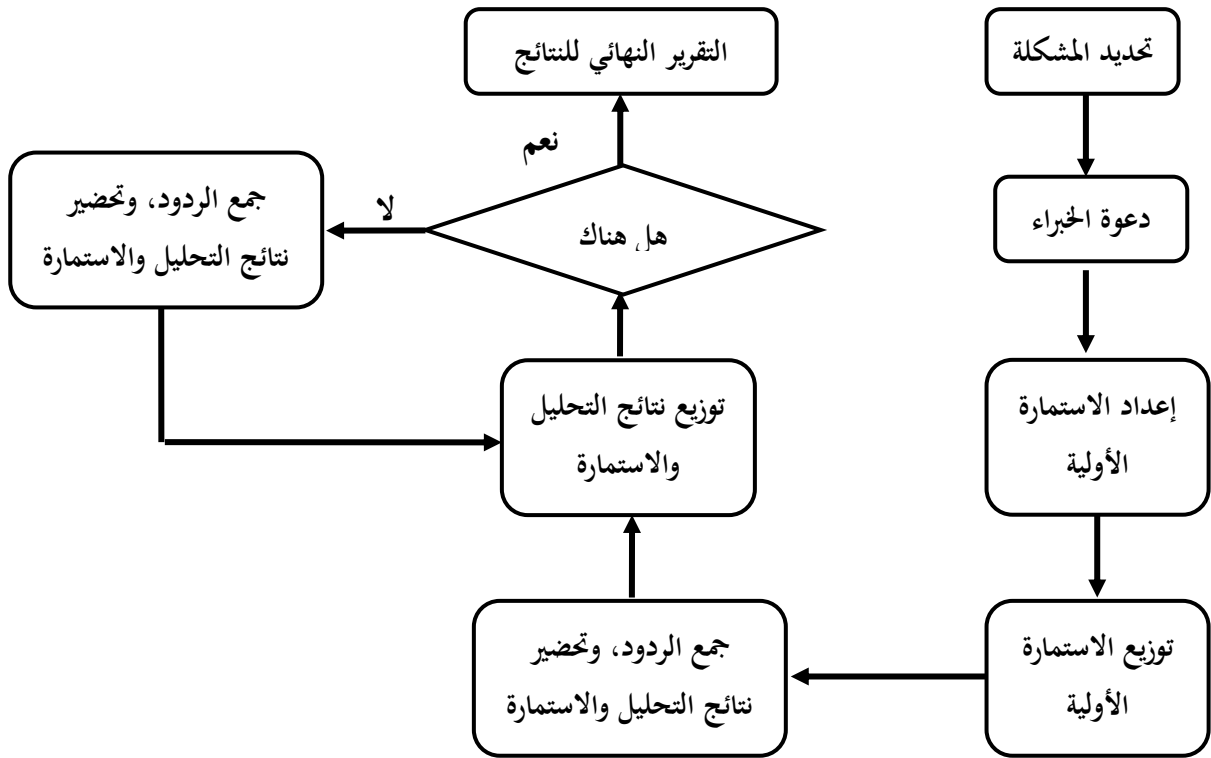 تحديد المشكلة
دعوة الخبراء
إعداد الاستمارة
الأولية
توزيع الاستمارة
الأولية
جمع الردود، وتحضير
نتائج التحليل والاستمارة
توزيع نتائج التحليل
والاستمارة
هل هناك
نعم
لا
التقرير النهائي للنتائج
جمع الردود، وتحضير
نتائج التحليل والاستمارة